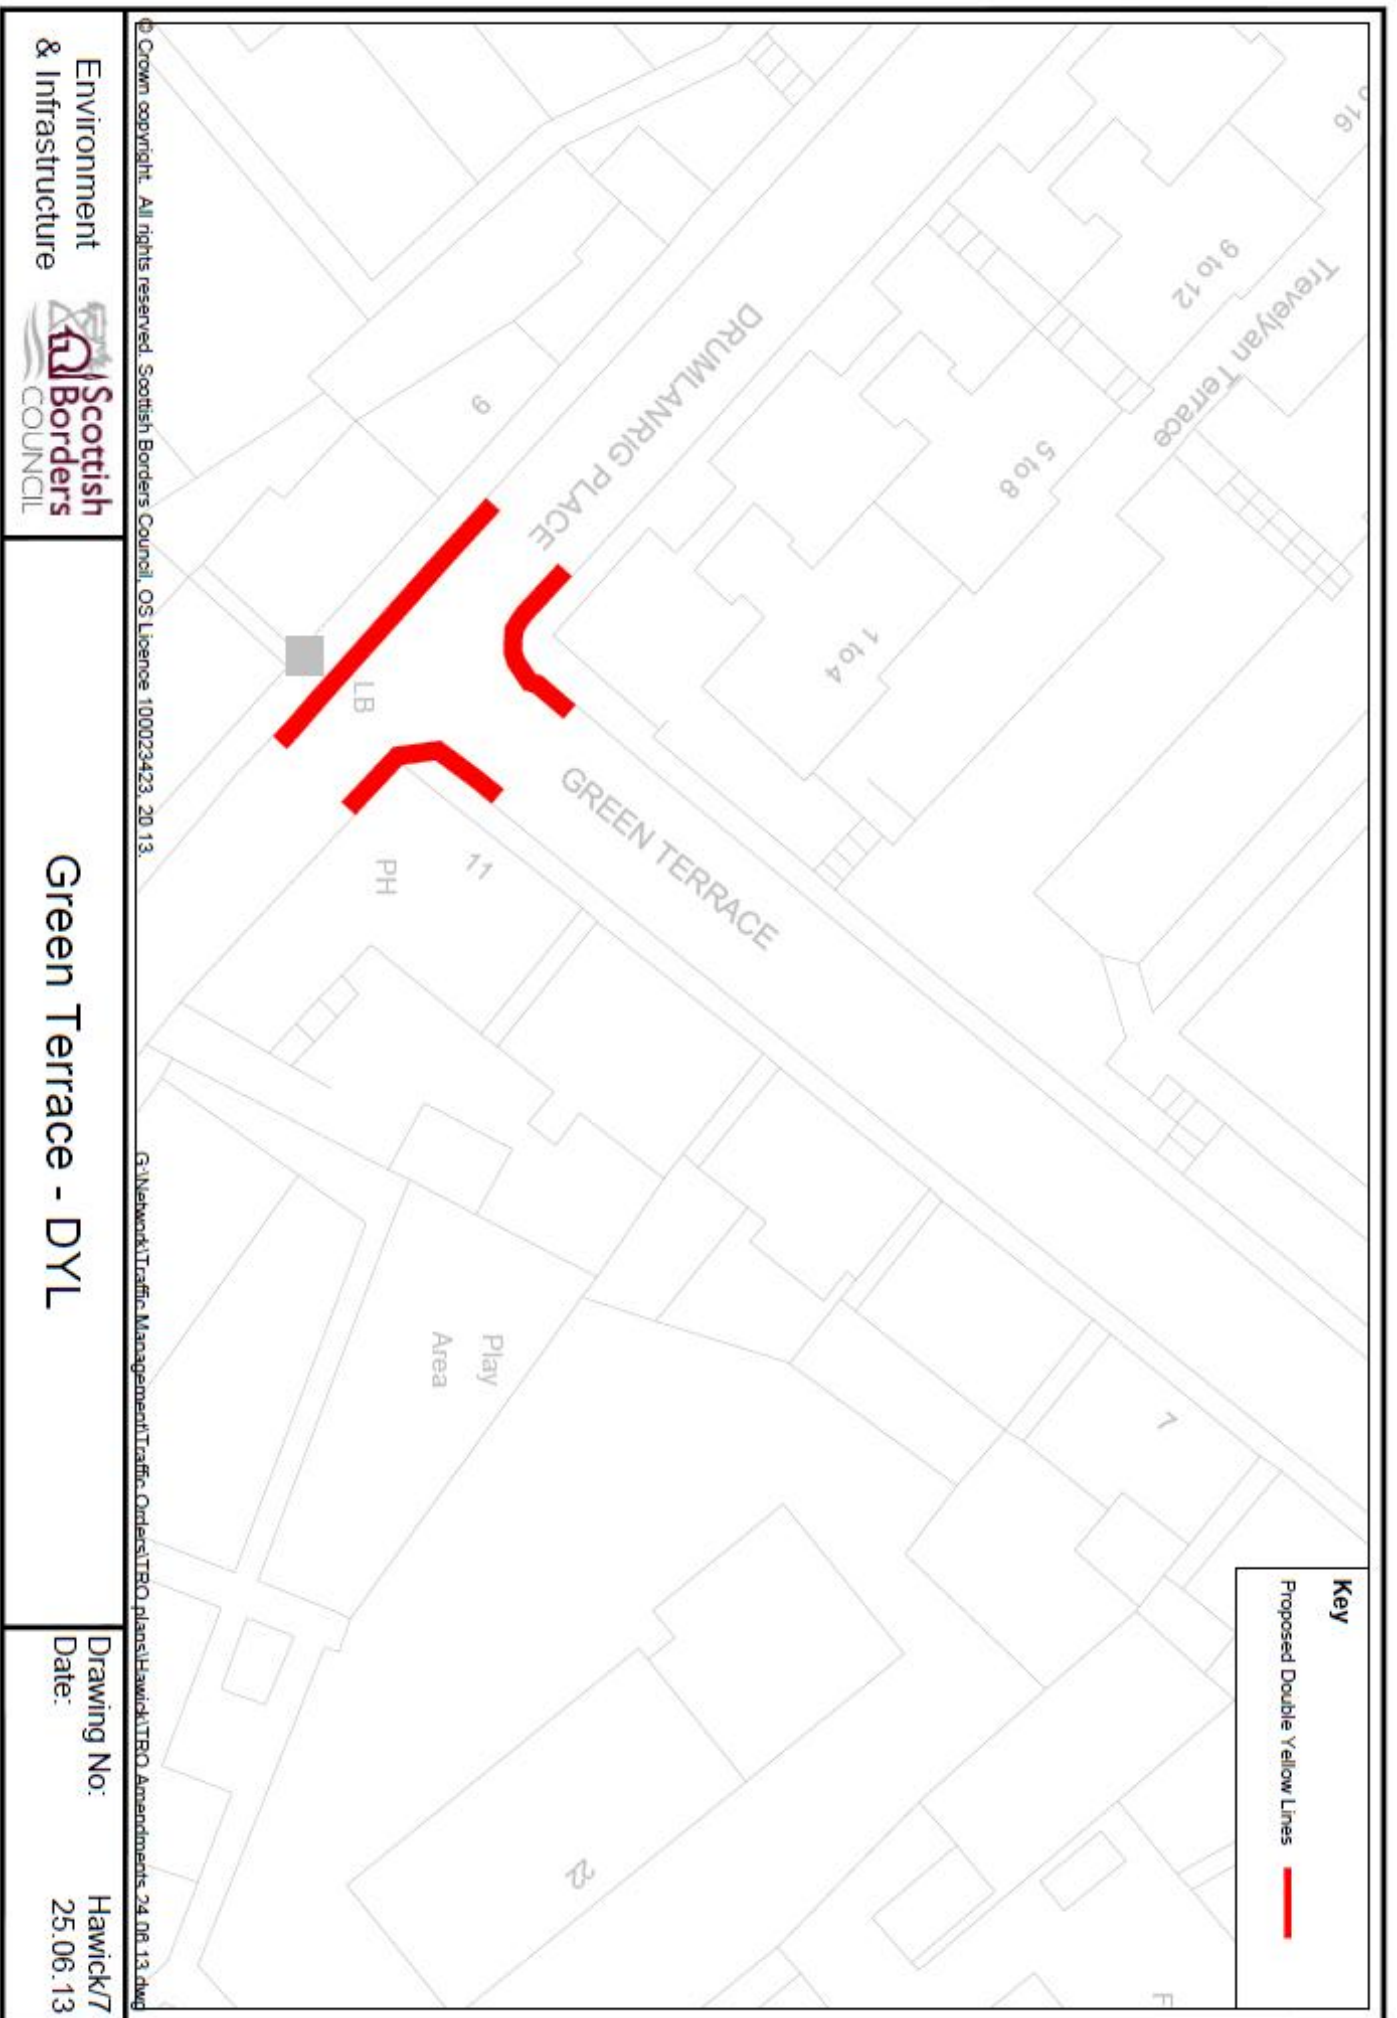 Key
Proposed Double Yellow Lines
16
9 to 12
Trevelyan Terrace
5 to 8
1 to 4
DRUMLANRIG PLACE
9
LB
GREEN TERRACE
11
PH
Play
Area
7
22
F
© Crown copyright. All rights reserved. Scottish Borders Council, OS Licence 100023423, 20 13.
G:\Network\Traffic Management\Traffic Orders\TRO plans\Hawick\TRO Amendments 24.06.13.dwg
Environment
& Infrastructure
Scottish
Borders
COUNCIL
Green Terrace - DYL
Drawing No: Hawick/7
Date: 25.06.13